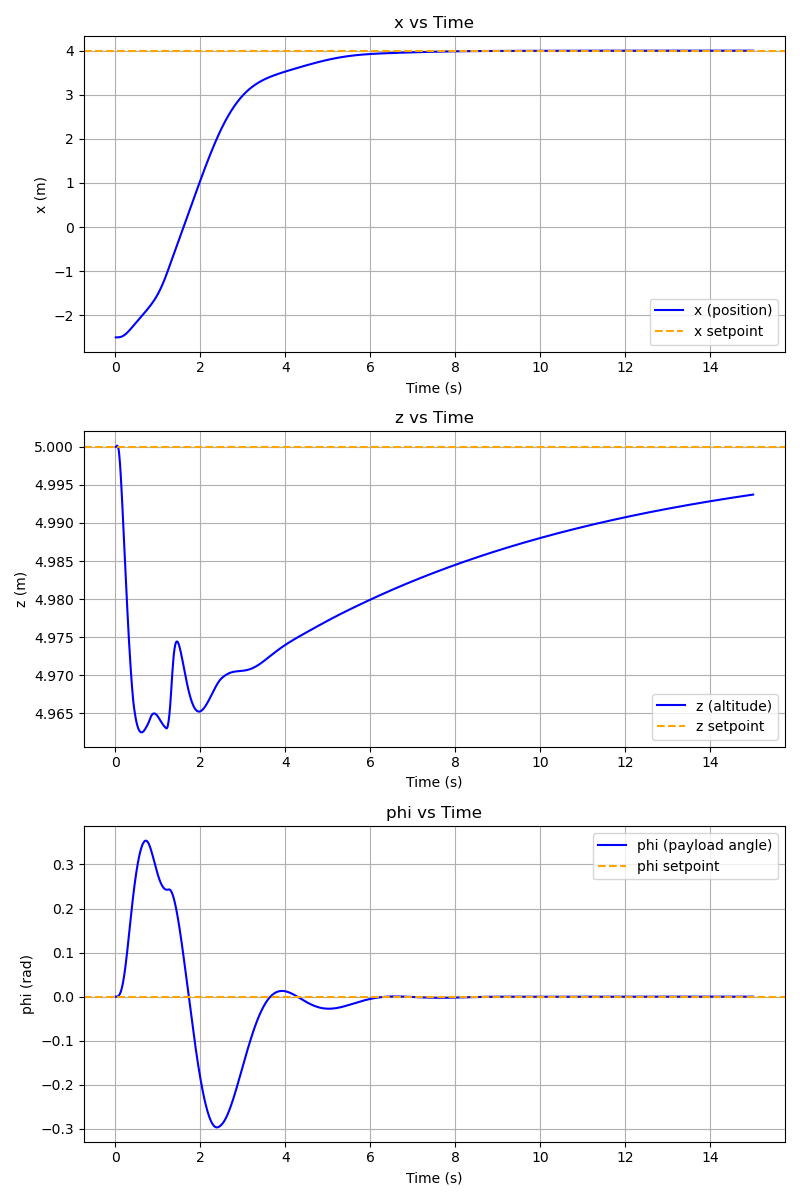 x vs Time
4
3
2
1
0
−1
−2
x (m)
x (position)
x setpoint
0 2 4 6 8 10 12 14
Time (s)
z vs Time
5.000
4.995
4.990
4.985
4.980
4.975
4.970
4.965
z (m)
z (altitude)
z setpoint
0 2 4 6 8 10 12 14
Time (s)
phi vs Time
0.3
0.2
0.1
0.0
−0.1
−0.2
−0.3
phi (rad)
phi (payload angle)
phi setpoint
0 2 4 6 8 10 12 14
Time (s)